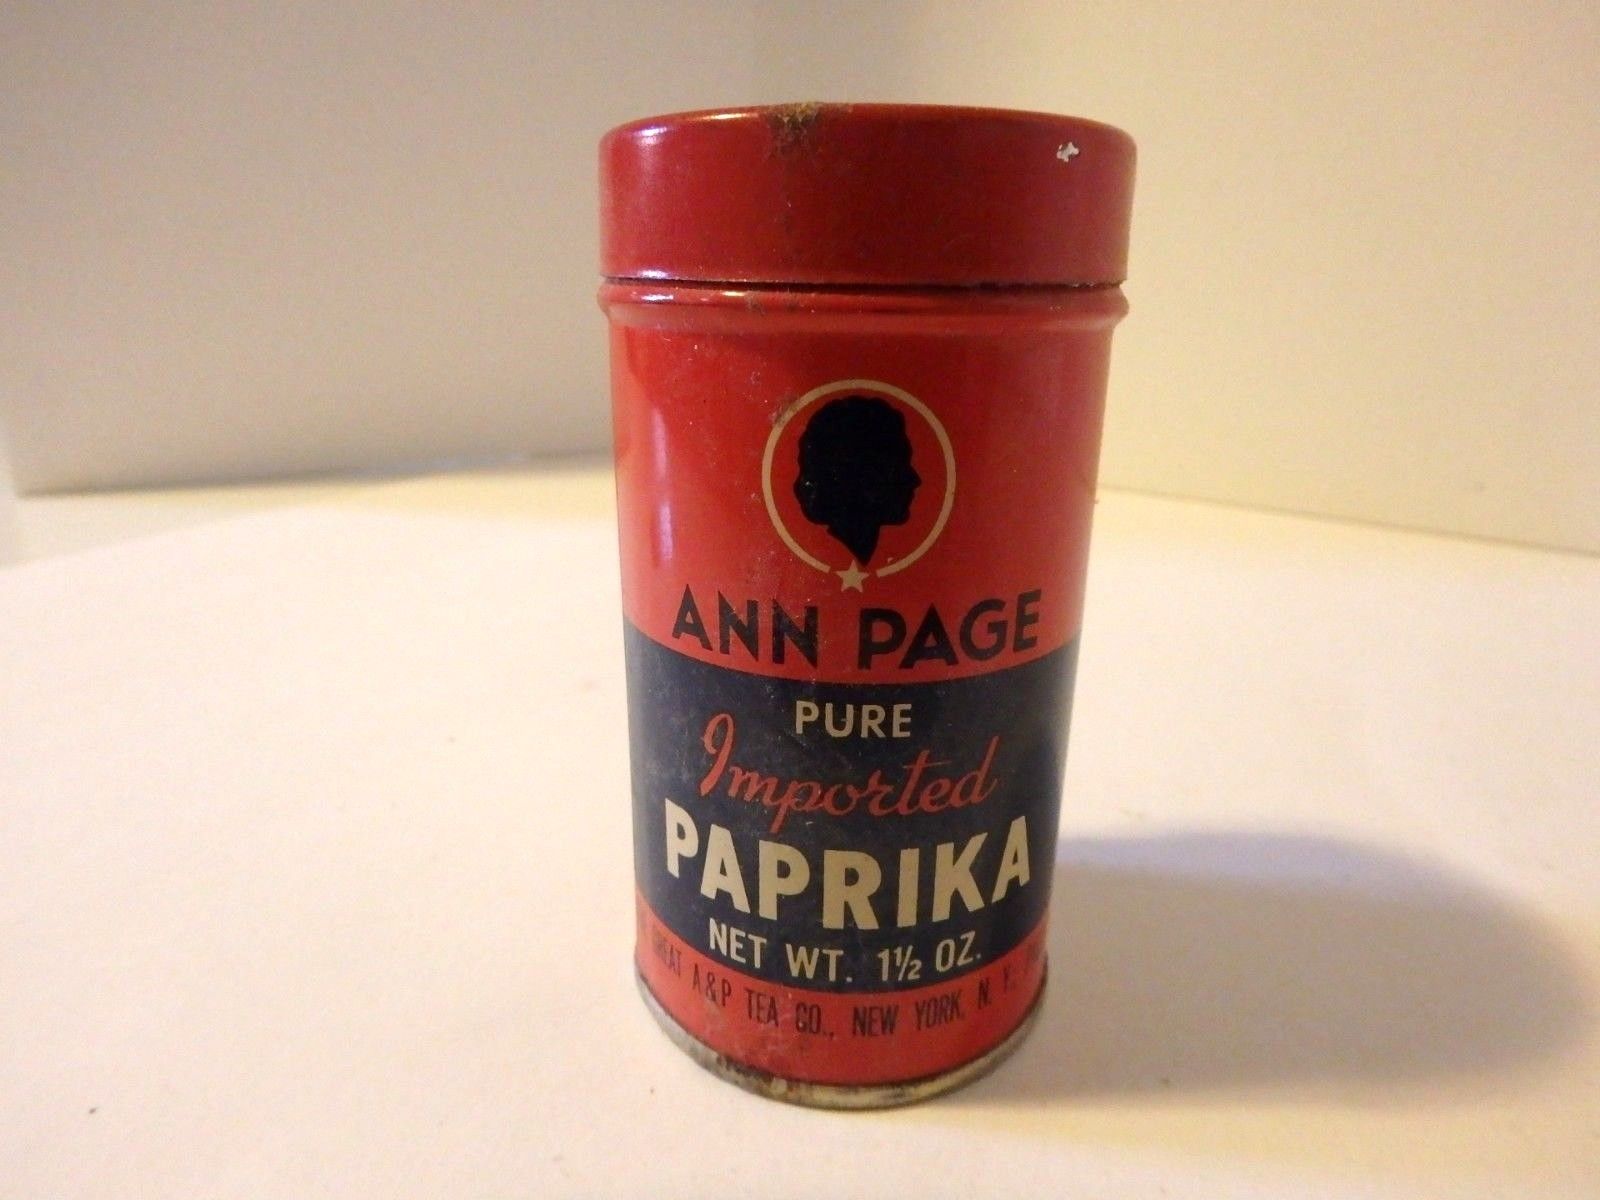 ANN PAGE
PURE
Imported
PAPRIKA
NET WT. 1½ OZ.
GREAT A&P TEA CO., NEW YORK, N. Y.